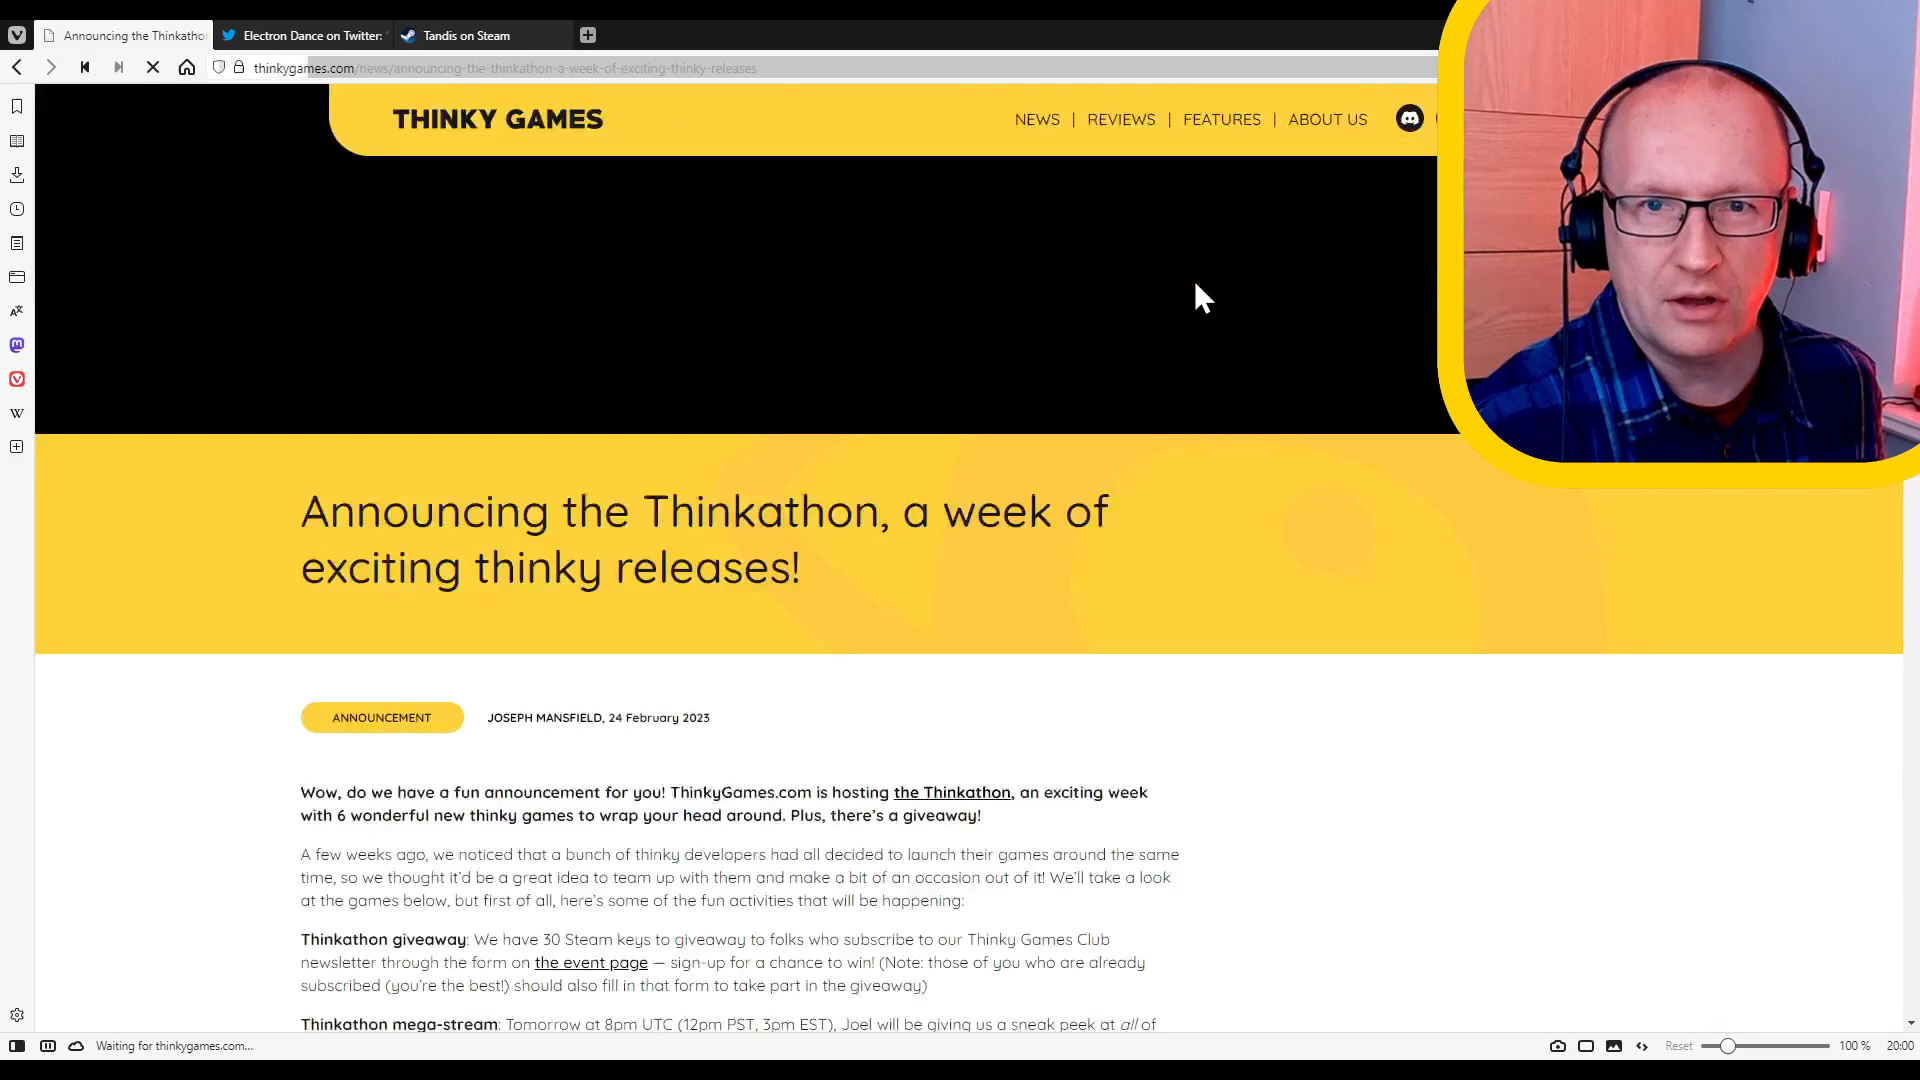 Announcing the Thinkathon
Electron Dance on Twitter:
Tandis on Steam
thinkygames.com/news/announcing-the-thinkathon-a-week-of-exciting-thinky-releases
THINKY GAMES
NEWS | REVIEWS | FEATURES | ABOUT US
Announcing the Thinkathon, a week of
exciting thinky releases!
ANNOUNCEMENT
JOSEPH MANSFIELD, 24 February 2023
Wow, do we have a fun announcement for you! ThinkyGames.com is hosting the Thinkathon, an exciting week
with 6 wonderful new thinky games to wrap your head around. Plus, there's a giveaway!
A few weeks ago, we noticed that a bunch of thinky developers had all decided to launch their games around the same
time, so we thought it'd be a great idea to team up with them and make a bit of an occasion out of it! We'll take a look
at the games below, but first of all, here's some of the fun activities that will be happening:
Thinkathon giveaway: We have 30 Steam keys to giveaway to folks who subscribe to our Thinky Games Club
newsletter through the form on the event page — sign-up for a chance to win! (Note: those of you who are already
subscribed (you're the best!) should also fill in that form to take part in the giveaway)
Thinkathon mega-stream: Tomorrow at 8pm UTC (12pm PST, 3pm EST), Joel will be giving us a sneak peek at all of
Waiting for thinkygames.com...
Reset
100 %
20:00